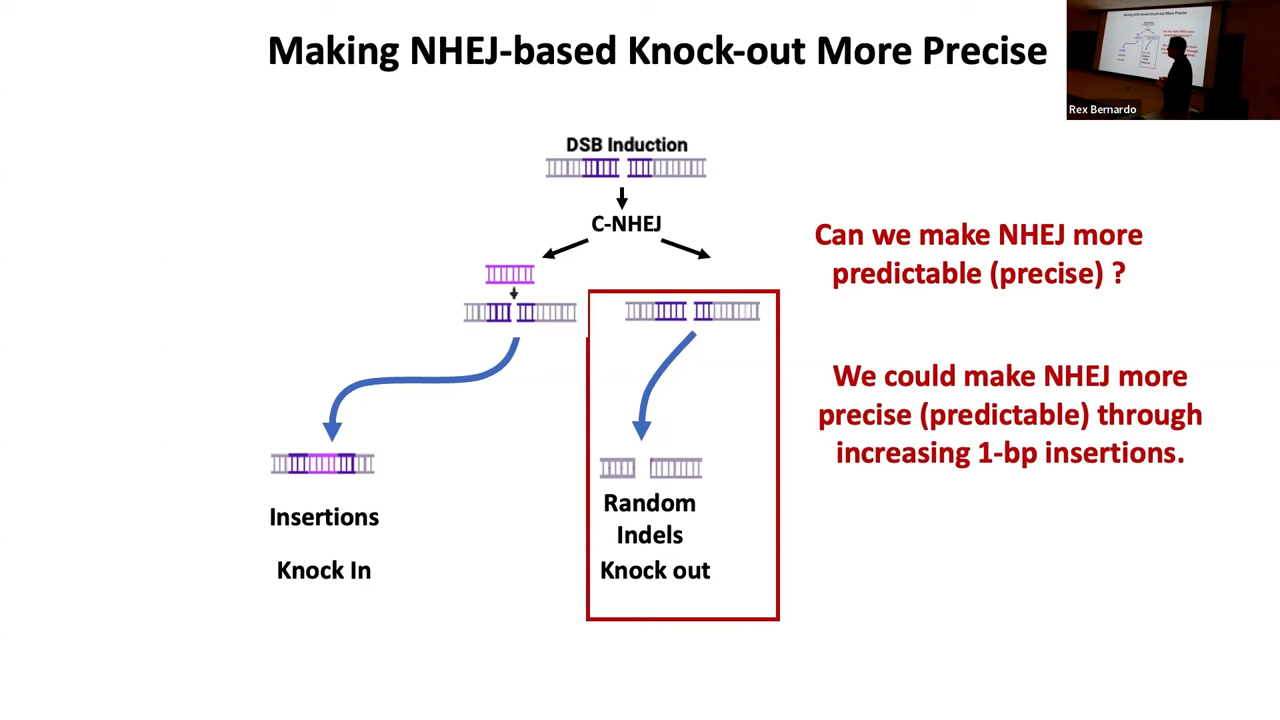 Making NHEJ-based Knock-out More Precise
Rex Bernardo
DSB Induction
C-NHEJ
Can we make NHEJ more
predictable (precise) ?
We could make NHEJ more
precise (predictable) through
increasing 1-bp insertions.
Insertions
Knock In
Random
Indels
Knock out